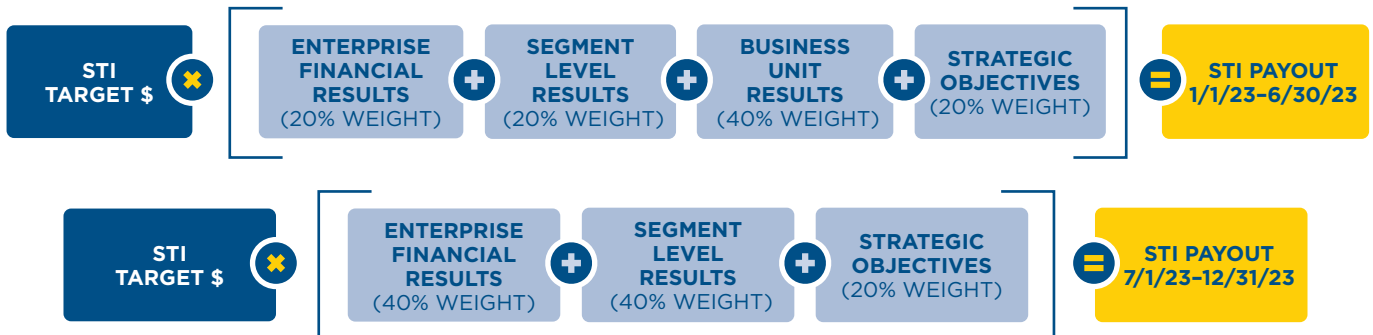 STI
TARGET $
×
ENTERPRISE
FINANCIAL
RESULTS
(20% WEIGHT)
+
SEGMENT
LEVEL
RESULTS
(20% WEIGHT)
+
BUSINESS
UNIT
RESULTS
(40% WEIGHT)
+
STRATEGIC
OBJECTIVES
(20% WEIGHT)
=
STI PAYOUT
1/1/23–6/30/23
STI
TARGET $
×
ENTERPRISE
FINANCIAL
RESULTS
(40% WEIGHT)
+
SEGMENT
LEVEL
RESULTS
(40% WEIGHT)
+
STRATEGIC
OBJECTIVES
(20% WEIGHT)
=
STI PAYOUT
7/1/23–12/31/23